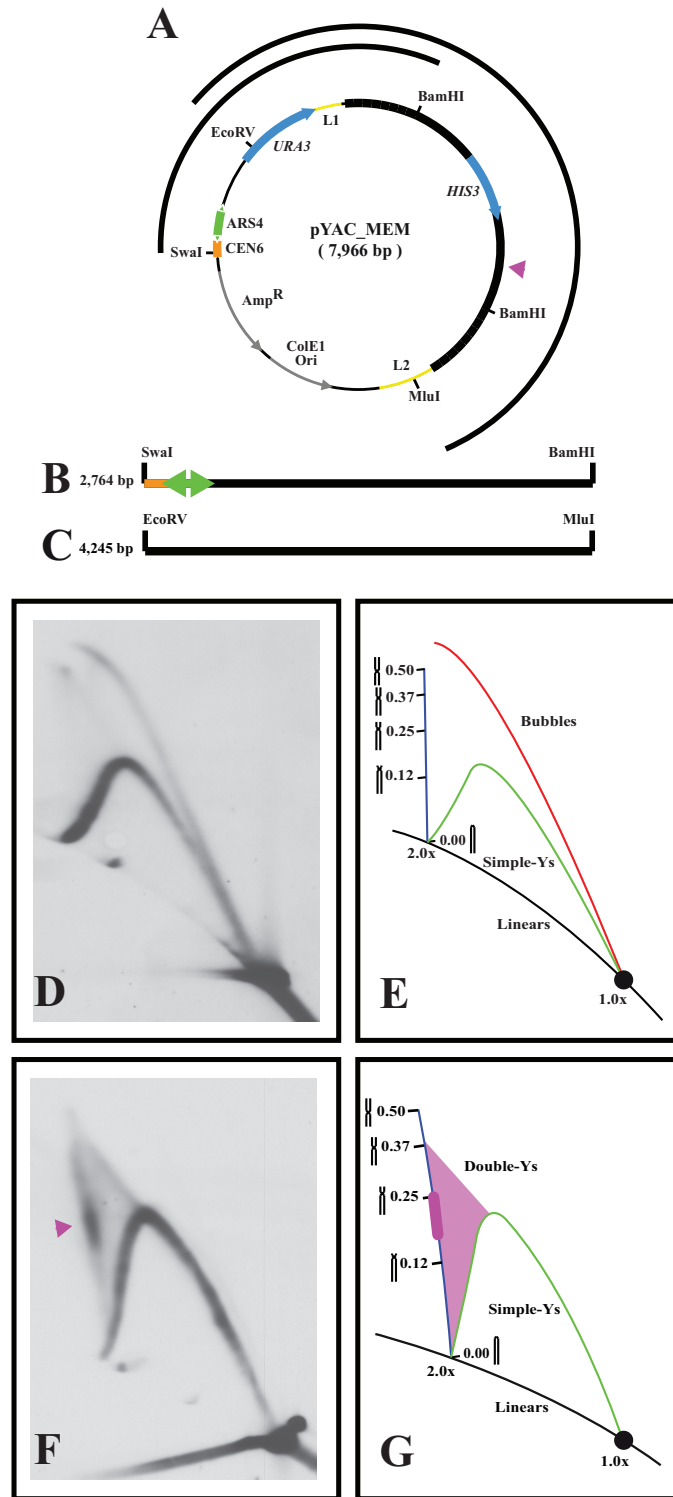 A
BamHI
L1
EcoRV
URA3
HIS3
ARS4
pYAC_MEM
( 7,966 bp )
SwaI
CEN6
AmpR
BamHI
ColE1
Ori
L2
MluI
SwaI
BamHI
B
2,764 bp
EcoRV
MluI
C
4,245 bp
D
0.50
0.37
0.25
0.12
0.00
2.0x
Bubbles
Simple-Ys
Linears
1.0x
E
F
0.50
0.37
0.25
0.12
0.00
2.0x
Double-Ys
Simple-Ys
Linears
1.0x
G